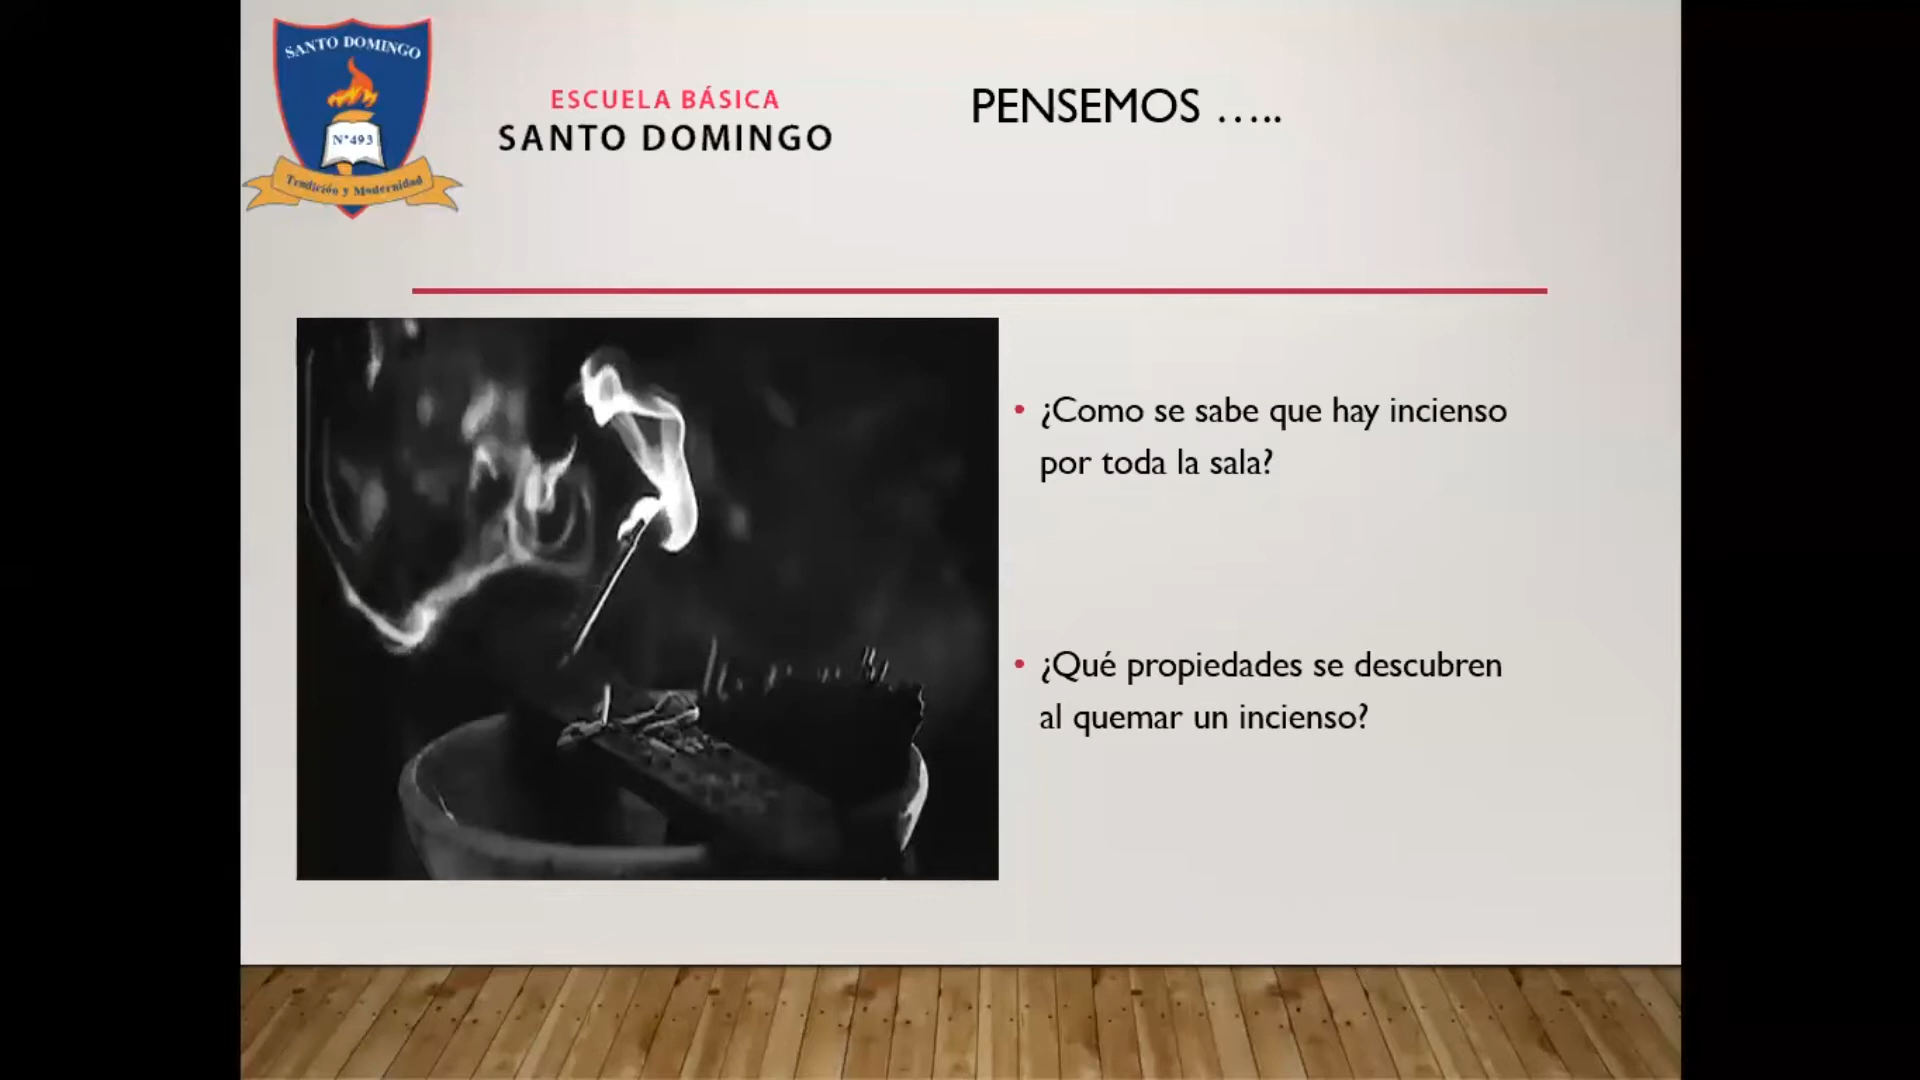 SANTO DOMINGO
N°493
Tradición y Modernidad
ESCUELA BÁSICA
SANTO DOMINGO
PENSEMOS …..
• ¿Como se sabe que hay incienso
por toda la sala?
• ¿Qué propiedades se descubren
al quemar un incienso?